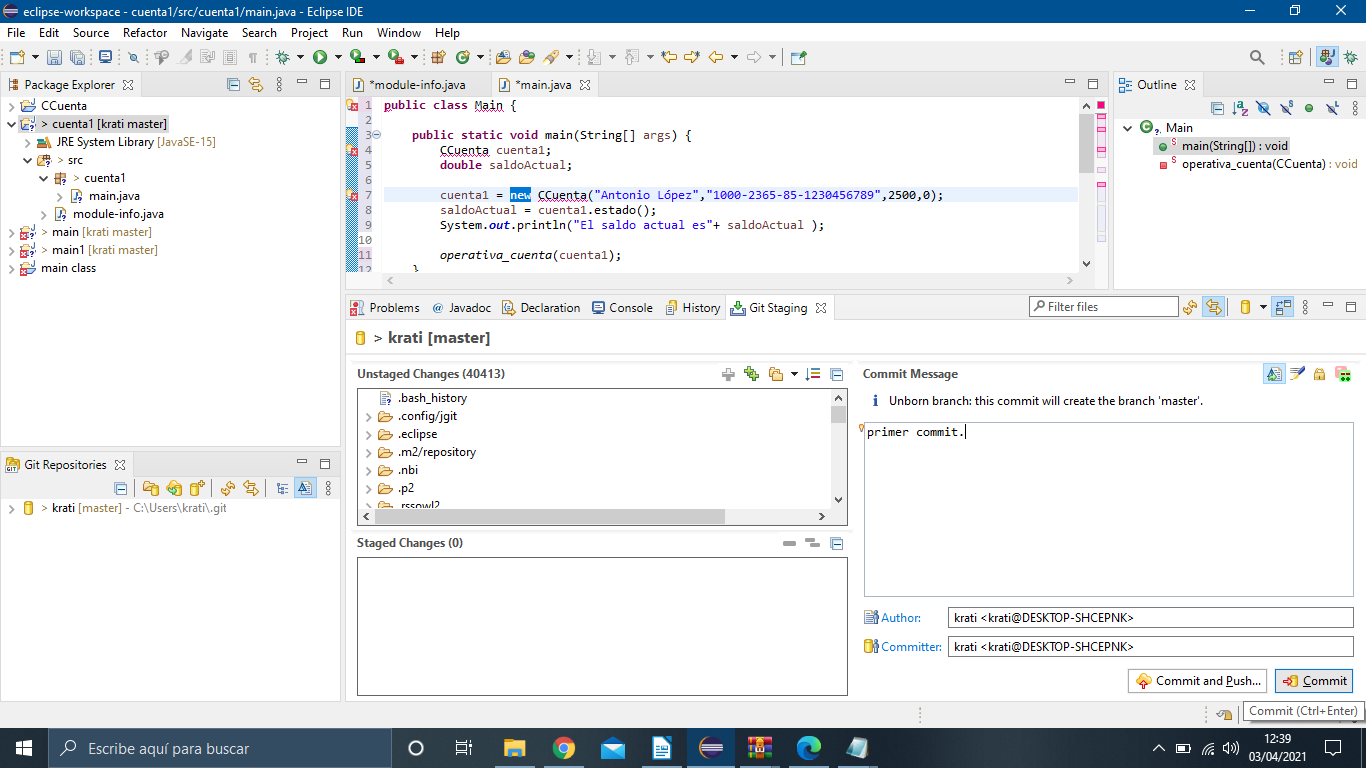 eclipse-workspace - cuenta1/src/cuenta1/main.java - Eclipse IDE
File Edit Source Refactor Navigate Search Project Run Window Help
Package Explorer
CCuenta
> cuenta1 [krati master]
JRE System Library [JavaSE-15]
> src
> cuenta1
main.java
module-info.java
main [krati master]
main1 [krati master]
main class
*module-info.java
*main.java
1 public class Main {
2
3 public static void main(String[] args) {
4 CCuenta cuenta1;
5 double saldoActual;
6
7 cuenta1 = new CCuenta("Antonio López","1000-2365-85-1230456789",2500,0);
8 saldoActual = cuenta1.estado();
9 System.out.println("El saldo actual es"+ saldoActual );
10
11 operativa_cuenta(cuenta1);
12 }
Outline
Main
main(String[]) : void
operativa_cuenta(CCuenta) : void
Git Repositories
> krati [master] - C:\Users\krati\.git
Problems @ Javadoc Declaration Console History Git Staging
Filter files
> krati [master]
Unstaged Changes (40413)
.bash_history
.config/jgit
.eclipse
.m2/repository
.nbi
.p2
.rssowl2
Staged Changes (0)
Commit Message
Unborn branch: this commit will create the branch 'master'.
primer commit.
Author: krati <krati@DESKTOP-SHCEPNK>
Committer: krati <krati@DESKTOP-SHCEPNK>
Commit and Push... Commit
Commit (Ctrl+Enter)
Escribe aquí para buscar
12:39
03/04/2021